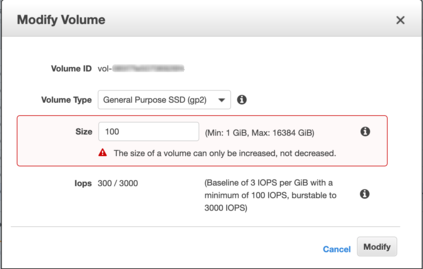 Modify Volume
Volume ID vol-
Volume Type General Purpose SSD (gp2)
Size 100 (Min: 1 GiB, Max: 16384 GiB)
The size of a volume can only be increased, not decreased.
Iops 300 / 3000 (Baseline of 3 IOPS per GiB with a
minimum of 100 IOPS, burstable to
3000 IOPS)
Cancel Modify